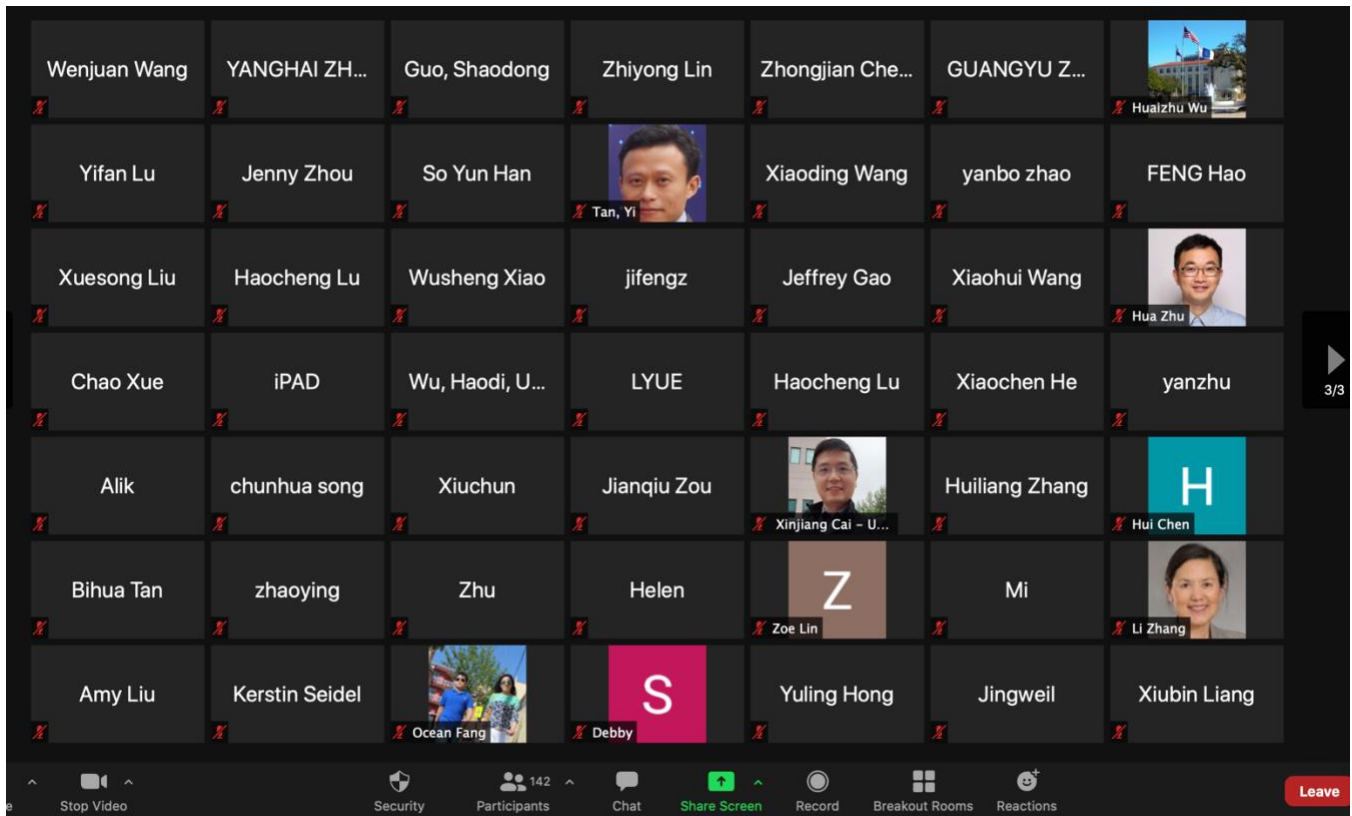 Wenjuan Wang
YANGHAI ZH...
Guo, Shaodong
Zhiyong Lin
Zhongjian Che...
GUANGYU Z...
Huaizhu Wu
Yifan Lu
Jenny Zhou
So Yun Han
Tan, Yi
Xiaoding Wang
yanbo zhao
FENG Hao
Xuesong Liu
Haocheng Lu
Wusheng Xiao
jifengz
Jeffrey Gao
Xiaohui Wang
Hua Zhu
Chao Xue
iPAD
Wu, Haodi, U...
LYUE
Haocheng Lu
Xiaochen He
yanzhu
3/3
Alik
chunhua song
Xiuchun
Jianqiu Zou
Xinjiang Cai – U...
Huiliang Zhang
H
Hui Chen
Bihua Tan
zhaoying
Zhu
Helen
Z
Zoe Lin
Mi
Li Zhang
Amy Liu
Kerstin Seidel
Ocean Fang
S
Debby
Yuling Hong
Jingweil
Xiubin Liang
e
Stop Video
Security
142
Participants
Chat
Share Screen
Record
Breakout Rooms
Reactions
Leave